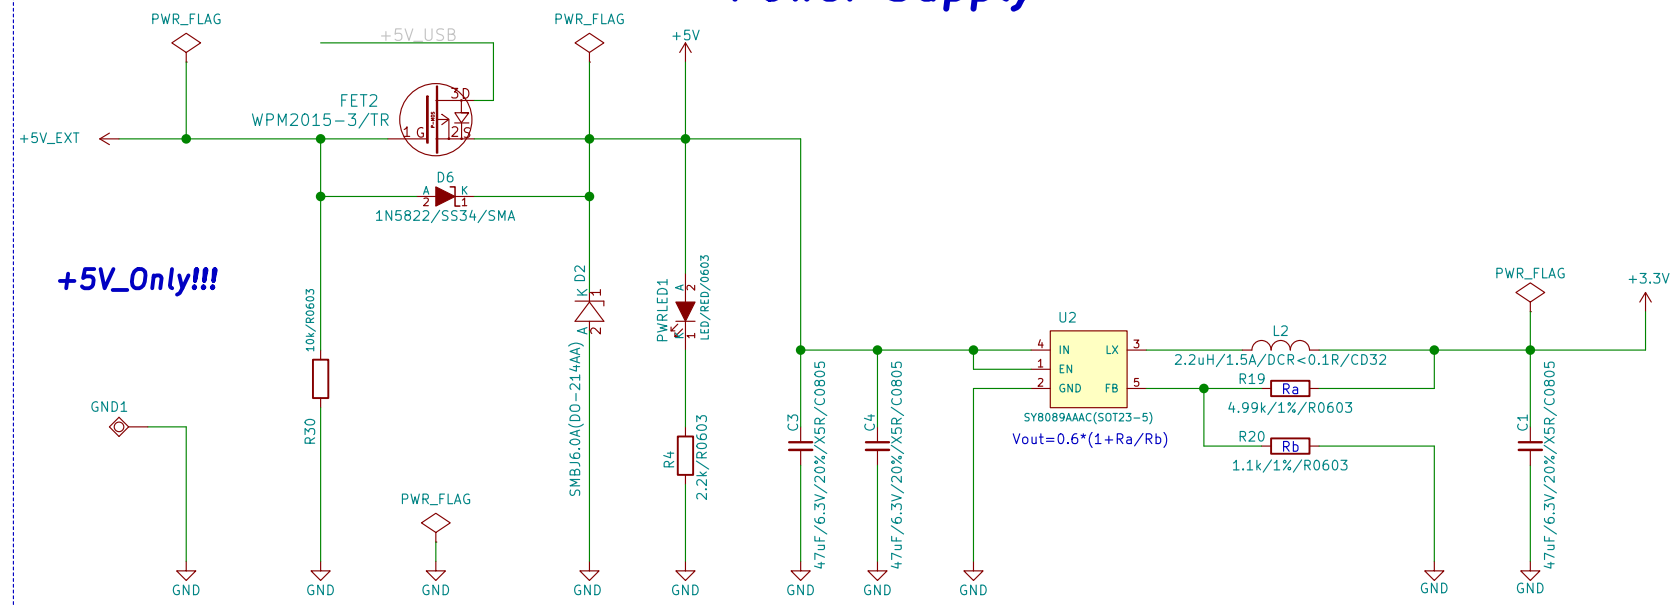 Power Supply
PWR_FLAG
PWR_FLAG
+5V_USB
+5V
FET2
WPM2015-3/TR
3 D
P-MOS
1 G
2 S
+5V_EXT
D6
A
K
2
1
1N5822/SS34/SMA
+5V_Only!!!
10k/R0603
R30
GND1
PWR_FLAG
D2
K
1
A
2
SMBJ6.0A(DO-214AA)
PWRLED1
A
2
K
1
LED/RED/0603
R4
2.2k/R0603
C3
47uF/6.3V/20%/X5R/C0805
C4
47uF/6.3V/20%/X5R/C0805
U2
4 IN
LX 3
1 EN
2 GND
FB 5
SY8089AAAC(SOT23-5)
Vout=0.6*(1+Ra/Rb)
L2
2.2uH/1.5A/DCR<0.1R/CD32
R19
Ra
4.99k/1%/R0603
R20
Rb
1.1k/1%/R0603
PWR_FLAG
+3.3V
C1
47uF/6.3V/20%/X5R/C0805
GND
GND
GND
GND
GND
GND
GND
GND
GND
GND